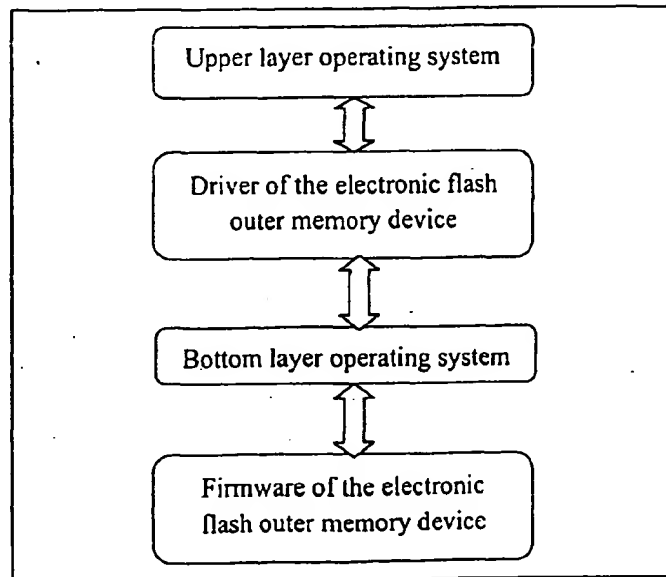 Upper layer operating system
Driver of the electronic flash
outer memory device
Bottom layer operating system
Firmware of the electronic
flash outer memory device